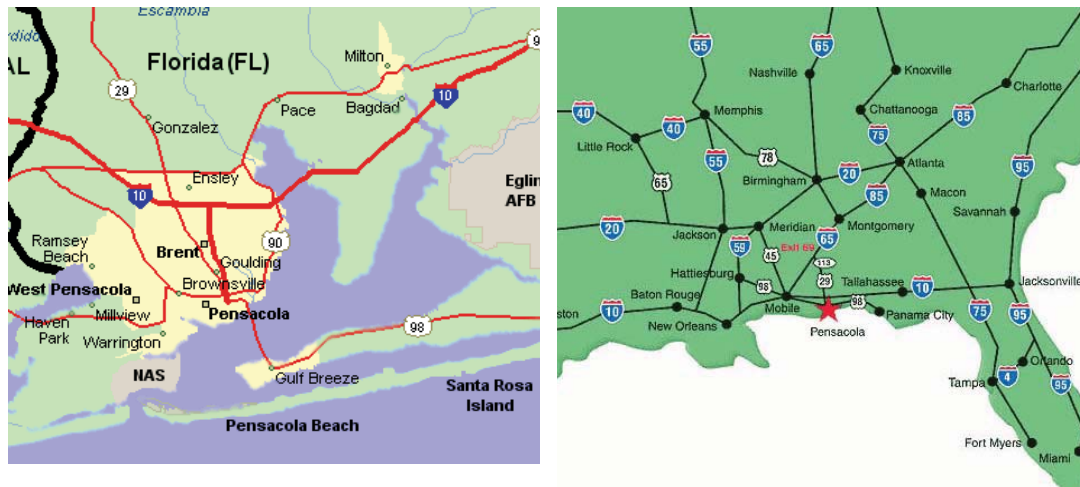 Escambia
rdido
AL
Florida (FL)
Milton
9
29
Pace
Bagdad
10
Gonzalez
Ensley
10
Eglin
AFB
Ramsey
Beach
Brent
90
Goulding
West Pensacola
Brownsville
Millview
Pensacola
Haven
Park
Warrington
98
NAS
Gulf Breeze
Santa Rosa
Island
Pensacola Beach
55
65
Nashville
Knoxville
Charlotte
40
Memphis
Chattanooga
85
40
75
Little Rock
55
78
Atlanta
95
65
Birmingham
20
85
Macon
Savannah
20
Jackson
Meridian
65
Montgomery
59
45
Exit 69
113
Hattiesburg
29
Tallahassee
Jacksonville
98
98
10
Baton Rouge
10
Mobile
Panama City
75
95
ston
New Orleans
Pensacola
Orlando
Tampa
4
95
Fort Myers
Miami